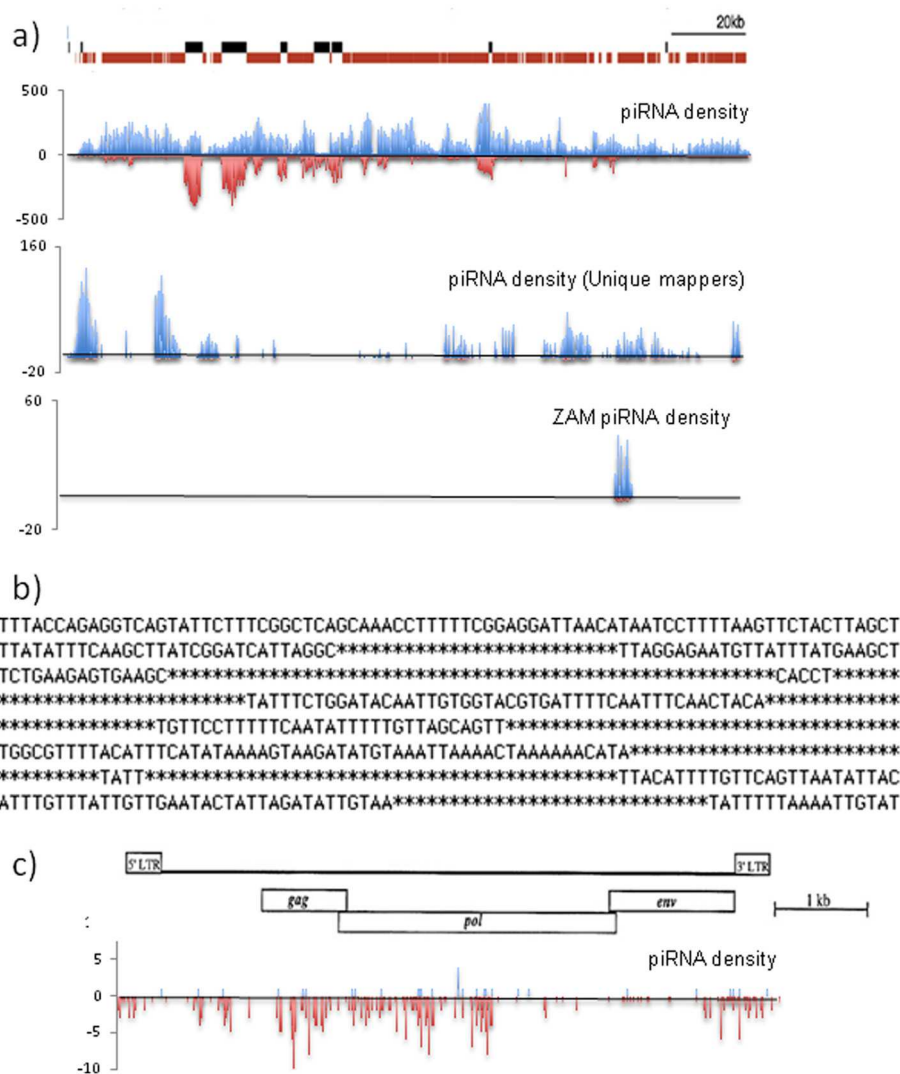 a)
20kb
500
piRNA density
0
-500
160
piRNA density (Unique mappers)
-20
60
ZAM piRNA density
-20
b)
TTTACCAGAGGTCAGTATTCTTTCGGCTCAGCAAACCTTTTTCGGAGGATTAACATAATCCTTTTAAGTTCTACTTAGCT
TTATATTTCAAGCTTATCGGATCATTAGGC*************************TTAGGAGAATGTTATTTATGAAGCT
TCTGAAGAGTGAAGC******************************************************CACCT******
**********************TATTTCTGGATACAATTGTGGTACGTGATTTTCAATTTCAACTACA************
**************TGTTCCTTTTTCAATATTTTTGTTAGCAGTT***********************************
TGGCGTTTTACATTTCATATAAAAGTAAGATATGTAAATTAAAACTAAAAAACATA************************
*********TATT******************************************TTACATTTTGTTCAGTTAATATTAC
ATTTGTTTATTGTTGAATACTATTAGATATTGTAA****************************TATTTTTAAAATTGTAT
c)
5' LTR
3' LTR
gag
env
1 kb
pol
piRNA density
5
0
-5
-10